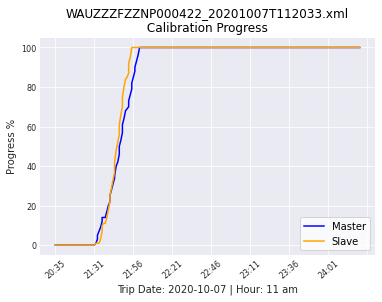 WAUZZZFZZNP000422_20201007T112033.xml
Calibration Progress
Progress %
100
80
60
40
20
0
Master
Slave
20:35
21:31
21:56
22:21
22:46
23:11
23:36
24:01
Trip Date: 2020-10-07 | Hour: 11 am